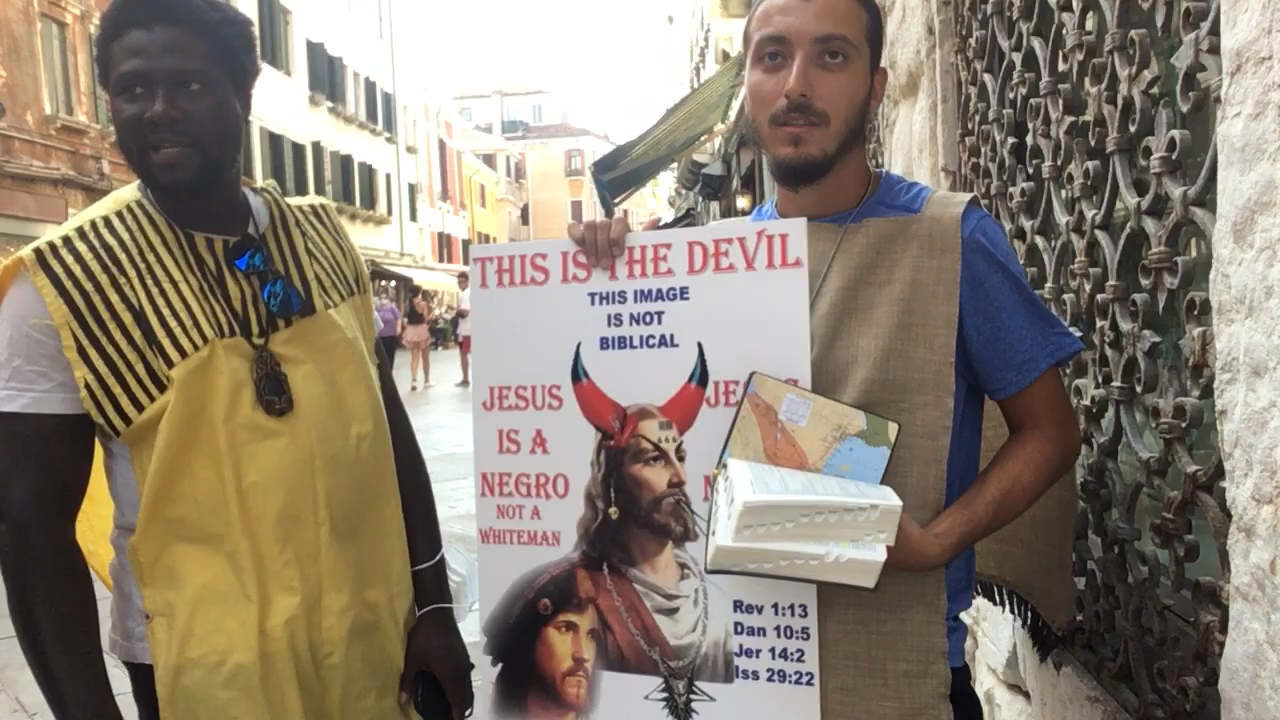 THIS IS THE DEVIL
THIS IMAGE
IS NOT
BIBLICAL
JESUS
IS A
NEGRO
NOT A
WHITEMAN
666
Rev 1:13
Dan 10:5
Jer 14:2
Iss 29:22